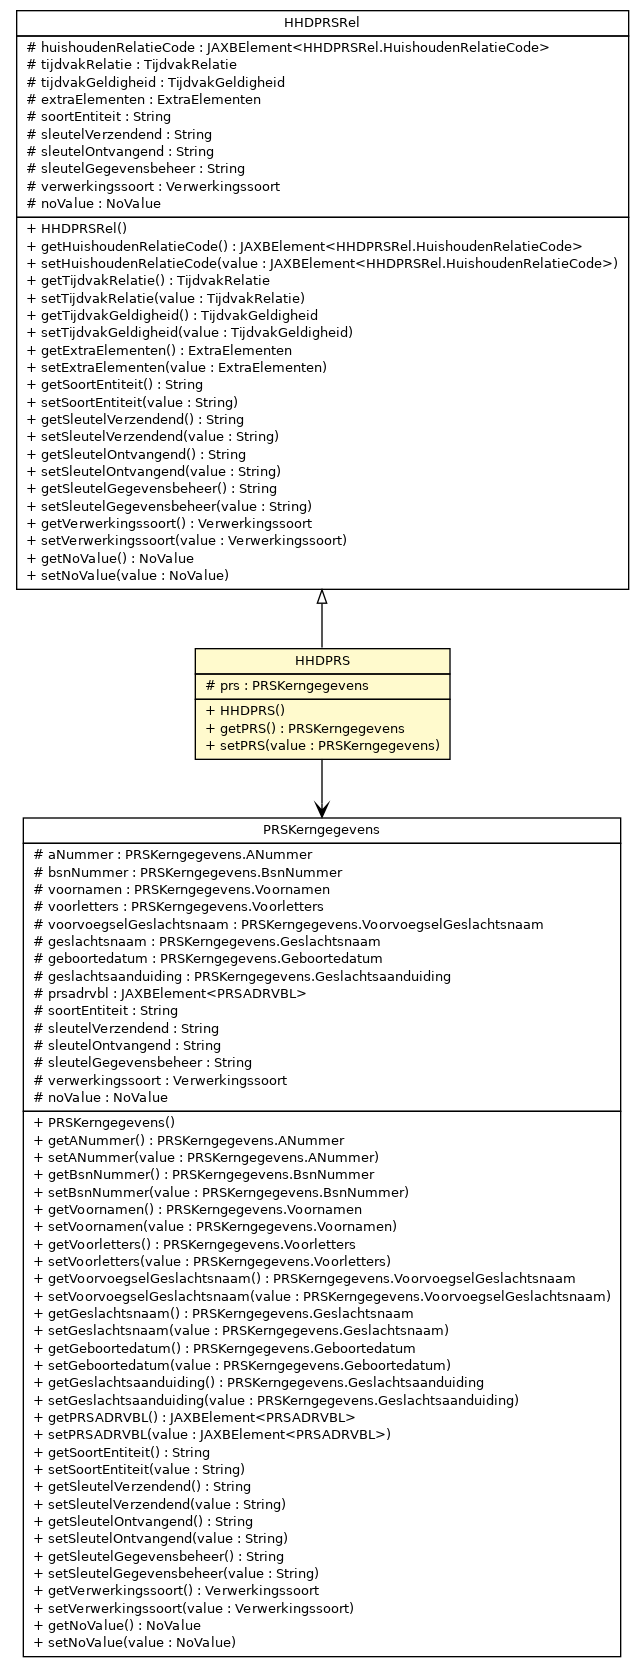 HHDPRSRel
# huishoudenRelatieCode : JAXBElement<HHDPRSRel.HuishoudenRelatieCode>
# tijdvakRelatie : TijdvakRelatie
# tijdvakGeldigheid : TijdvakGeldigheid
# extraElementen : ExtraElementen
# soortEntiteit : String
# sleutelVerzendend : String
# sleutelOntvangend : String
# sleutelGegevensbeheer : String
# verwerkingssoort : Verwerkingssoort
# noValue : NoValue
+ HHDPRSRel()
+ getHuishoudenRelatieCode() : JAXBElement<HHDPRSRel.HuishoudenRelatieCode>
+ setHuishoudenRelatieCode(value : JAXBElement<HHDPRSRel.HuishoudenRelatieCode>)
+ getTijdvakRelatie() : TijdvakRelatie
+ setTijdvakRelatie(value : TijdvakRelatie)
+ getTijdvakGeldigheid() : TijdvakGeldigheid
+ setTijdvakGeldigheid(value : TijdvakGeldigheid)
+ getExtraElementen() : ExtraElementen
+ setExtraElementen(value : ExtraElementen)
+ getSoortEntiteit() : String
+ setSoortEntiteit(value : String)
+ getSleutelVerzendend() : String
+ setSleutelVerzendend(value : String)
+ getSleutelOntvangend() : String
+ setSleutelOntvangend(value : String)
+ getSleutelGegevensbeheer() : String
+ setSleutelGegevensbeheer(value : String)
+ getVerwerkingssoort() : Verwerkingssoort
+ setVerwerkingssoort(value : Verwerkingssoort)
+ getNoValue() : NoValue
+ setNoValue(value : NoValue)
HHDPRS
# prs : PRSKerngegevens
+ HHDPRS()
+ getPRS() : PRSKerngegevens
+ setPRS(value : PRSKerngegevens)
PRSKerngegevens
# aNummer : PRSKerngegevens.ANummer
# bsnNummer : PRSKerngegevens.BsnNummer
# voornamen : PRSKerngegevens.Voornamen
# voorletters : PRSKerngegevens.Voorletters
# voorvoegselGeslachtsnaam : PRSKerngegevens.VoorvoegselGeslachtsnaam
# geslachtsnaam : PRSKerngegevens.Geslachtsnaam
# geboortedatum : PRSKerngegevens.Geboortedatum
# geslachtsaanduiding : PRSKerngegevens.Geslachtsaanduiding
# prsadrvbl : JAXBElement<PRSADRVBL>
# soortEntiteit : String
# sleutelVerzendend : String
# sleutelOntvangend : String
# sleutelGegevensbeheer : String
# verwerkingssoort : Verwerkingssoort
# noValue : NoValue
+ PRSKerngegevens()
+ getANummer() : PRSKerngegevens.ANummer
+ setANummer(value : PRSKerngegevens.ANummer)
+ getBsnNummer() : PRSKerngegevens.BsnNummer
+ setBsnNummer(value : PRSKerngegevens.BsnNummer)
+ getVoornamen() : PRSKerngegevens.Voornamen
+ setVoornamen(value : PRSKerngegevens.Voornamen)
+ getVoorletters() : PRSKerngegevens.Voorletters
+ setVoorletters(value : PRSKerngegevens.Voorletters)
+ getVoorvoegselGeslachtsnaam() : PRSKerngegevens.VoorvoegselGeslachtsnaam
+ setVoorvoegselGeslachtsnaam(value : PRSKerngegevens.VoorvoegselGeslachtsnaam)
+ getGeslachtsnaam() : PRSKerngegevens.Geslachtsnaam
+ setGeslachtsnaam(value : PRSKerngegevens.Geslachtsnaam)
+ getGeboortedatum() : PRSKerngegevens.Geboortedatum
+ setGeboortedatum(value : PRSKerngegevens.Geboortedatum)
+ getGeslachtsaanduiding() : PRSKerngegevens.Geslachtsaanduiding
+ setGeslachtsaanduiding(value : PRSKerngegevens.Geslachtsaanduiding)
+ getPRSADRVBL() : JAXBElement<PRSADRVBL>
+ setPRSADRVBL(value : JAXBElement<PRSADRVBL>)
+ getSoortEntiteit() : String
+ setSoortEntiteit(value : String)
+ getSleutelVerzendend() : String
+ setSleutelVerzendend(value : String)
+ getSleutelOntvangend() : String
+ setSleutelOntvangend(value : String)
+ getSleutelGegevensbeheer() : String
+ setSleutelGegevensbeheer(value : String)
+ getVerwerkingssoort() : Verwerkingssoort
+ setVerwerkingssoort(value : Verwerkingssoort)
+ getNoValue() : NoValue
+ setNoValue(value : NoValue)